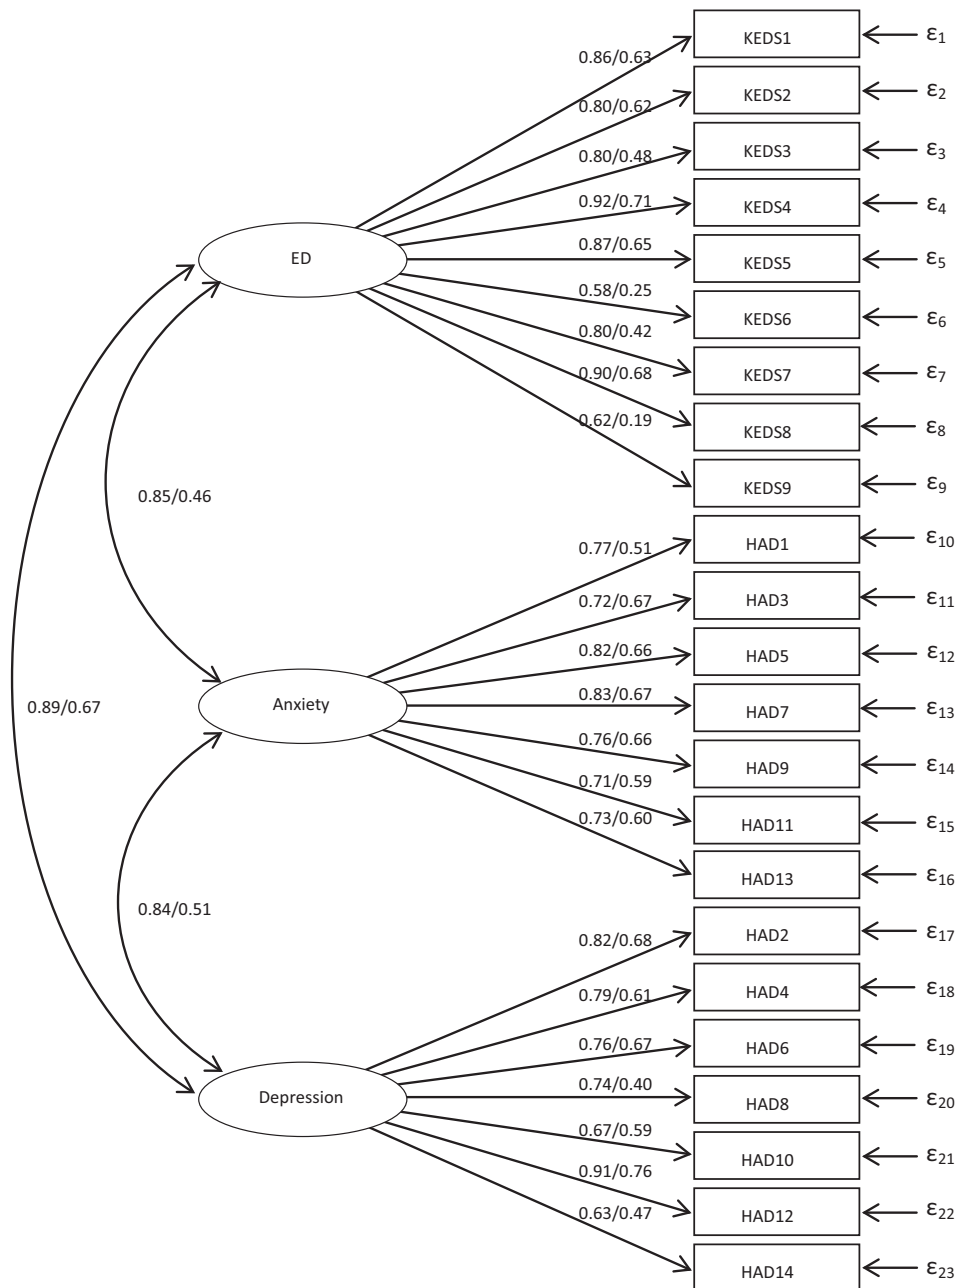 KEDS1 ε1
0.86/0.63
KEDS2 ε2
0.80/0.62
KEDS3 ε3
0.80/0.48
KEDS4 ε4
0.92/0.71
ED
KEDS5 ε5
0.87/0.65
KEDS6 ε6
0.58/0.25
KEDS7 ε7
0.80/0.42
KEDS8 ε8
0.90/0.68
KEDS9 ε9
0.62/0.19
0.85/0.46
HAD1 ε10
0.77/0.51
HAD3 ε11
0.72/0.67
HAD5 ε12
0.82/0.66
Anxiety
HAD7 ε13
0.83/0.67
0.89/0.67
HAD9 ε14
0.76/0.66
HAD11 ε15
0.71/0.59
HAD13 ε16
0.73/0.60
0.84/0.51
HAD2 ε17
0.82/0.68
HAD4 ε18
0.79/0.61
HAD6 ε19
0.76/0.67
Depression
HAD8 ε20
0.74/0.40
HAD10 ε21
0.67/0.59
HAD12 ε22
0.91/0.76
HAD14 ε23
0.63/0.47